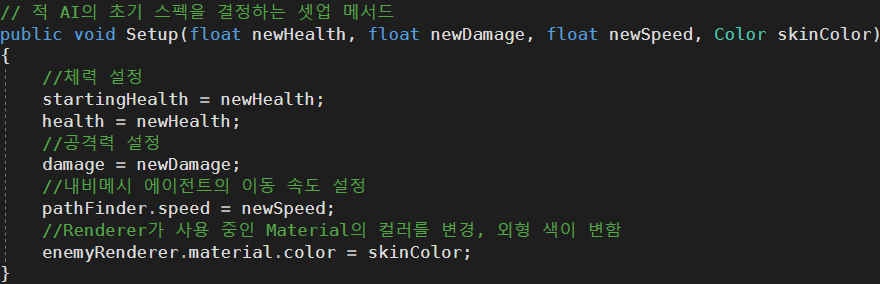 // 적 AI의 초기 스펙을 결정하는 셋업 메서드
public void Setup(float newHealth, float newDamage, float newSpeed, Color skinColor)
{
//체력 설정
startingHealth = newHealth;
health = newHealth;
//공격력 설정
damage = newDamage;
//내비메시 에이전트의 이동 속도 설정
pathFinder.speed = newSpeed;
//Renderer가 사용 중인 Material의 컬러를 변경, 외형 색이 변함
enemyRenderer.material.color = skinColor;
}